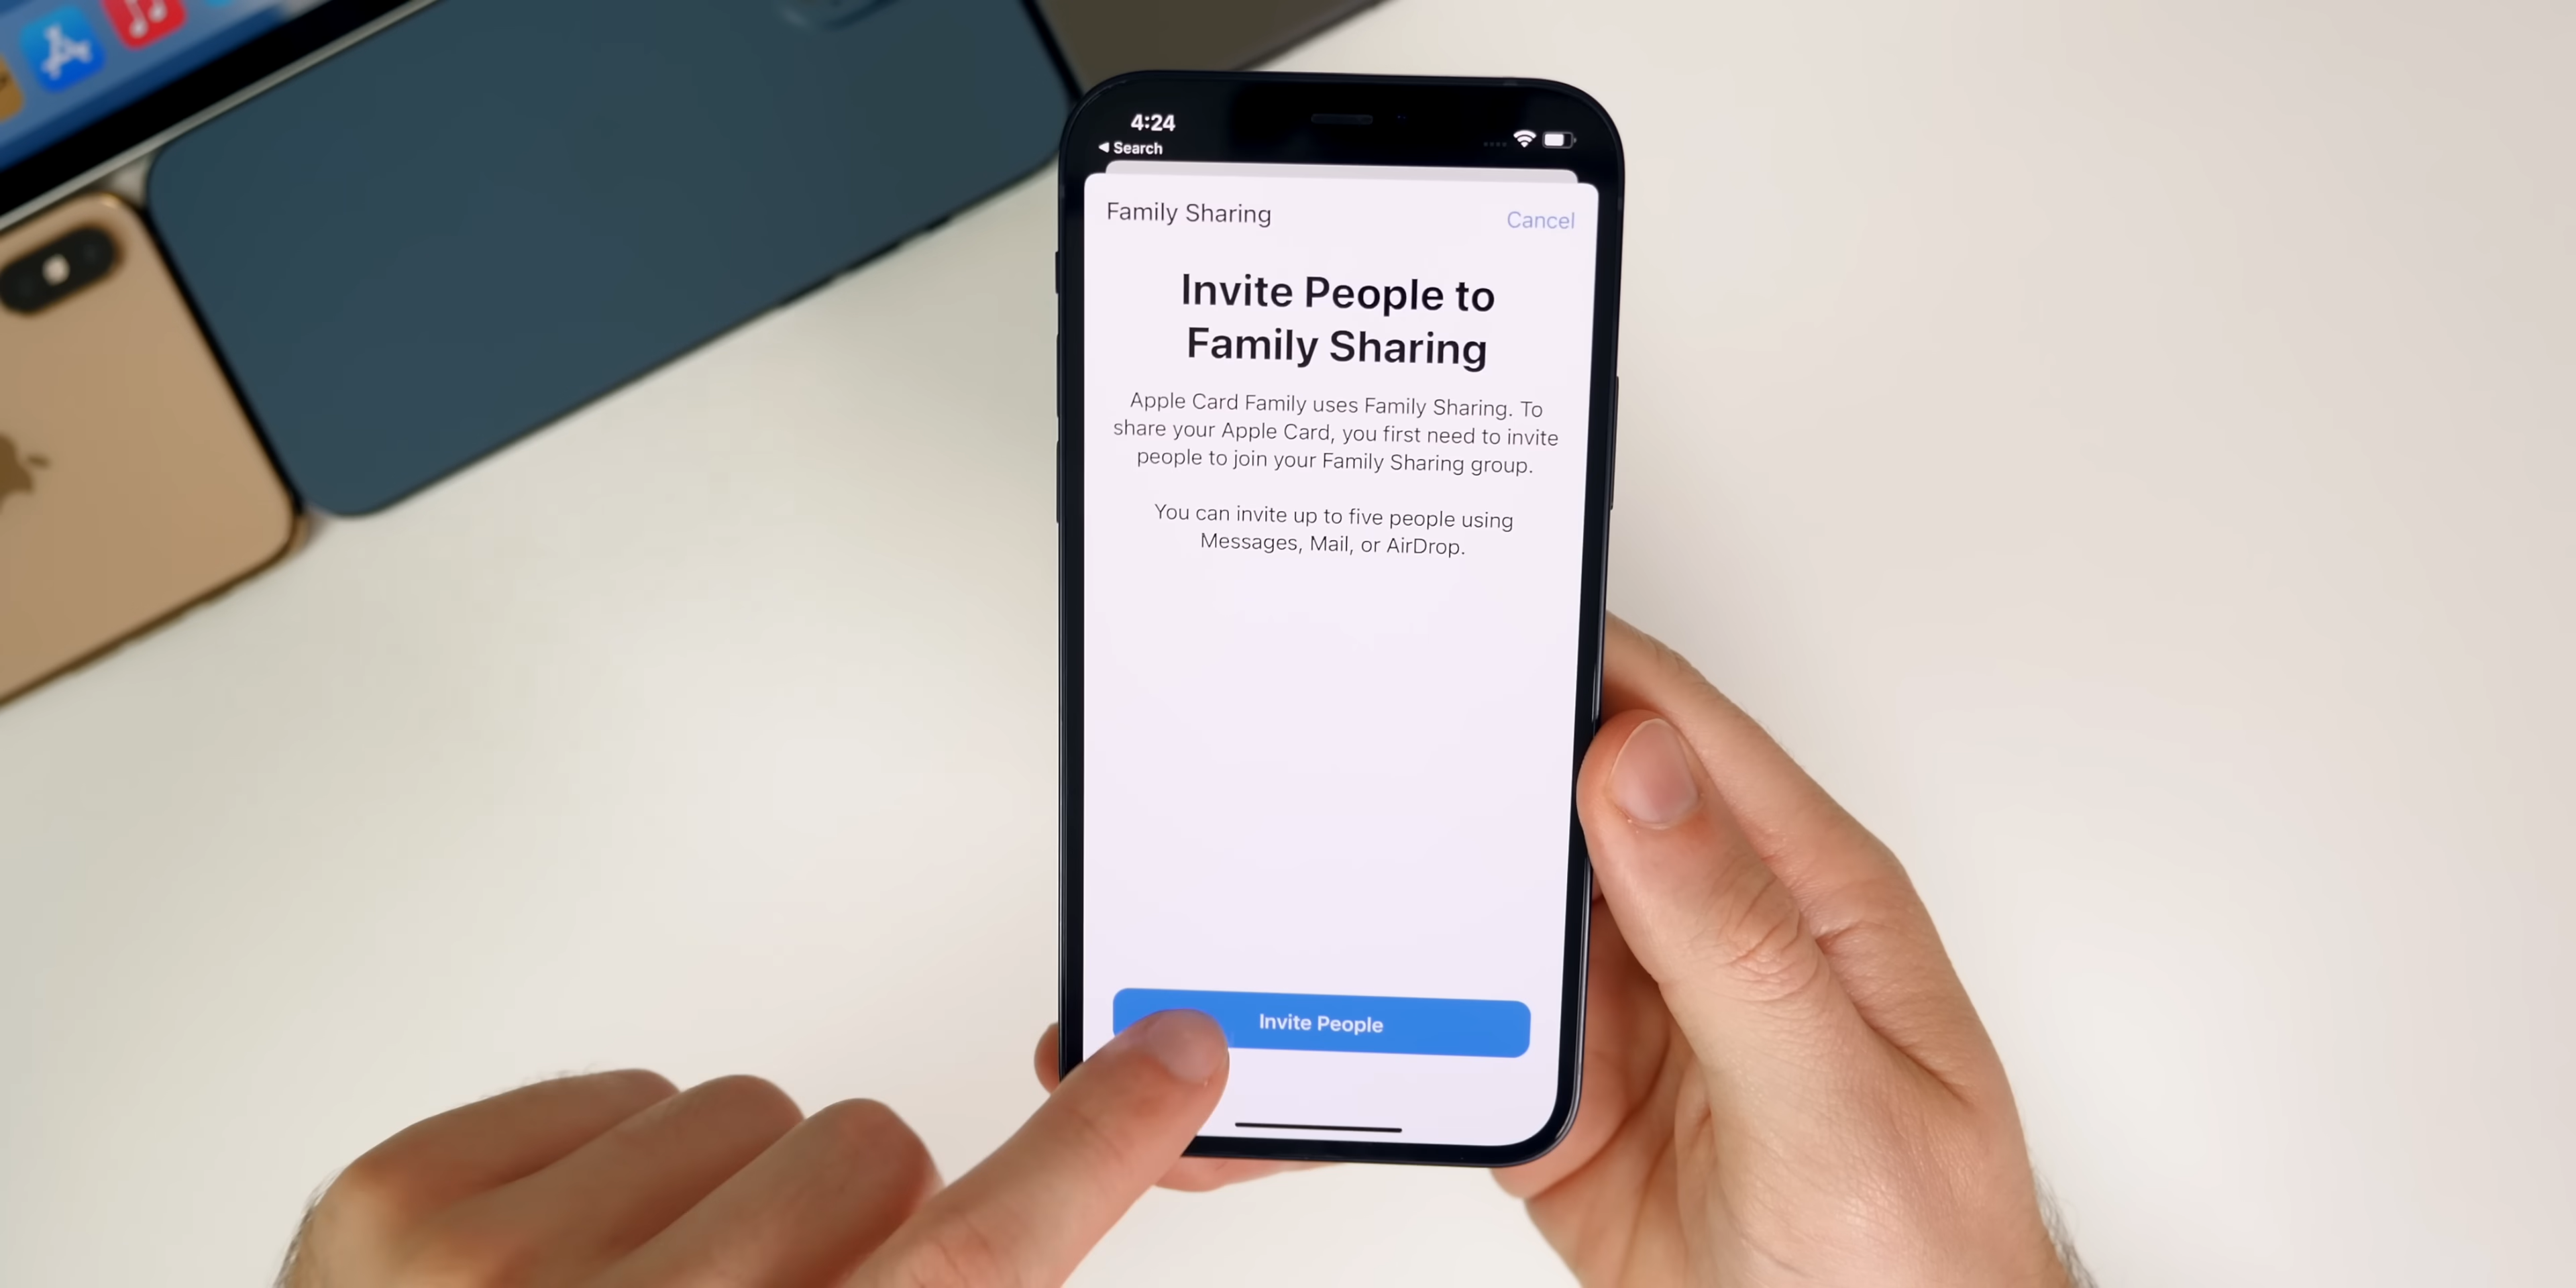 4:24
◀ Search
Family Sharing
Cancel
Invite People to
Family Sharing
Apple Card Family uses Family Sharing. To
share your Apple Card, you first need to invite
people to join your Family Sharing group.
You can invite up to five people using
Messages, Mail, or AirDrop.
Invite People